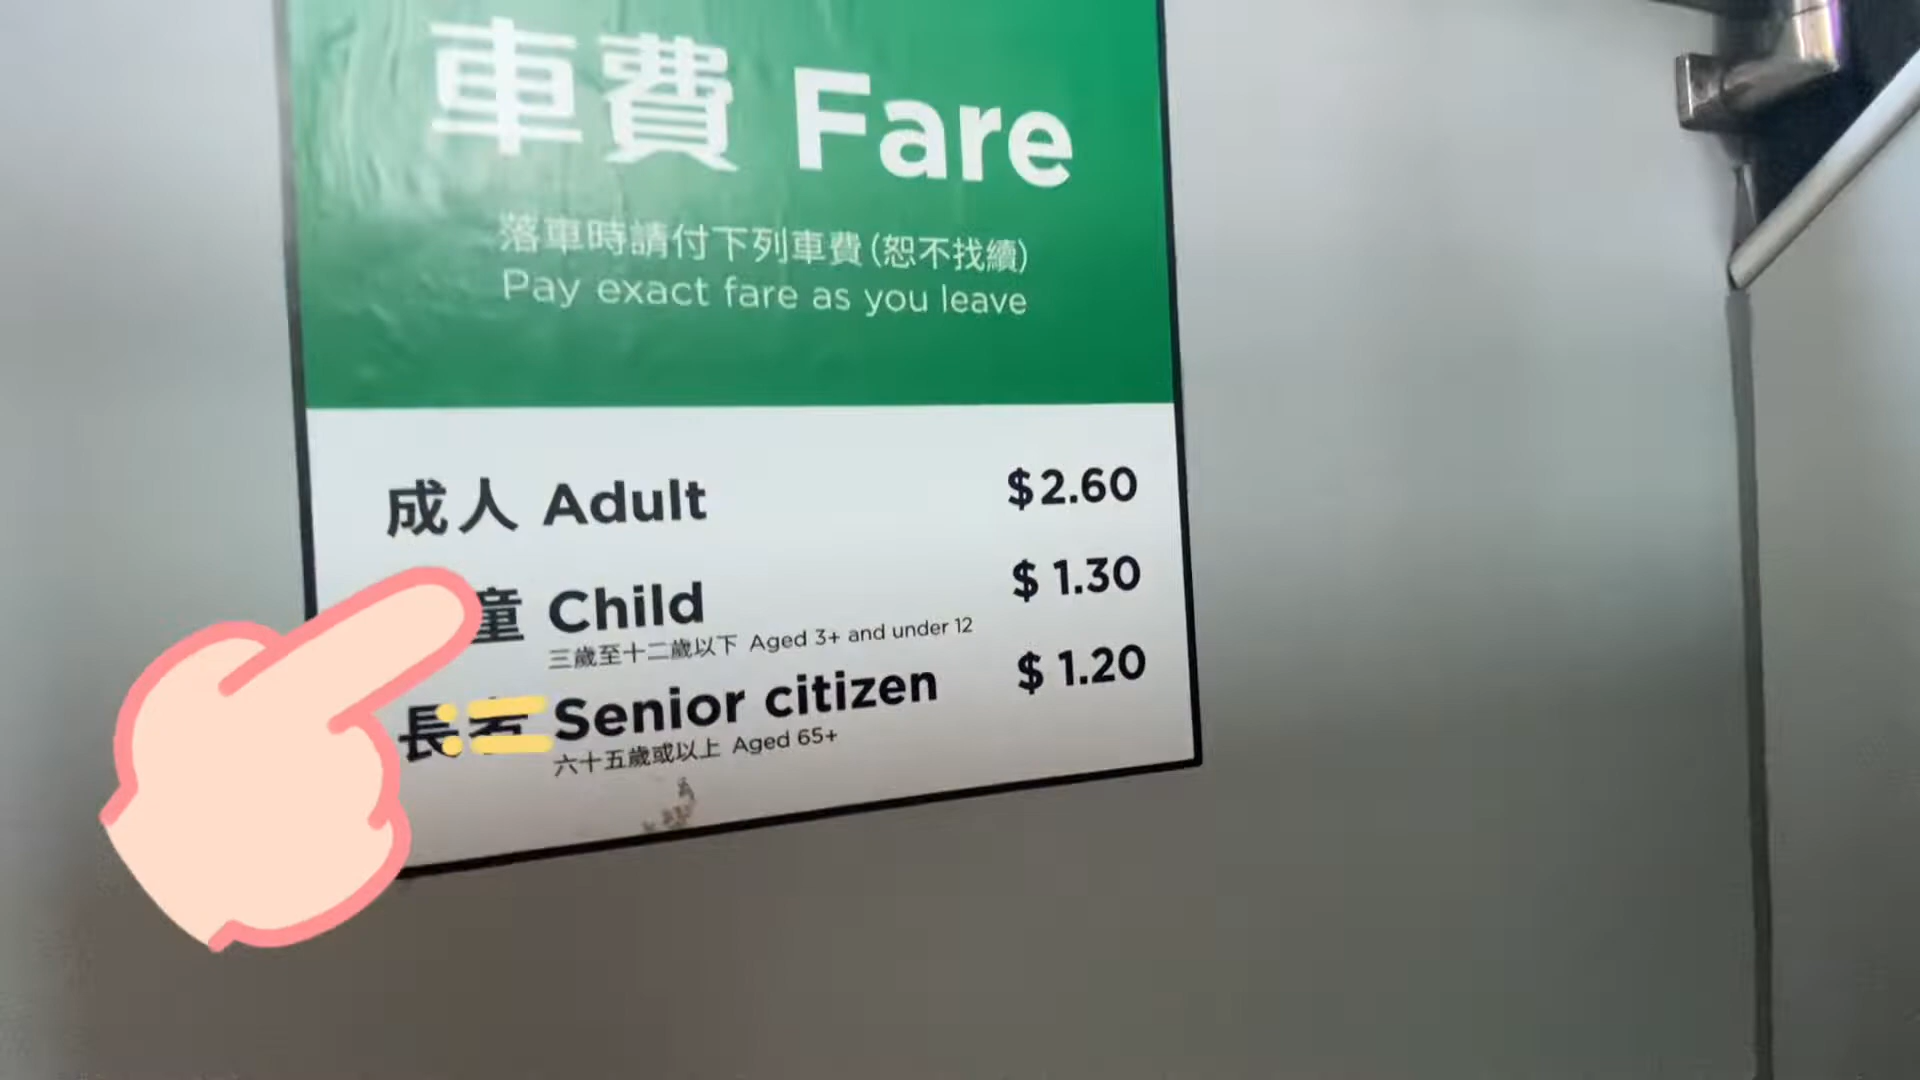 車費 Fare
落車時請付下列車費(恕不找續)
Pay exact fare as you leave
成人 Adult $2.60
童 Child $1.30
三歲至十二歲以下 Aged 3+ and under 12
長者 Senior citizen $1.20
六十五歲或以上 Aged 65+